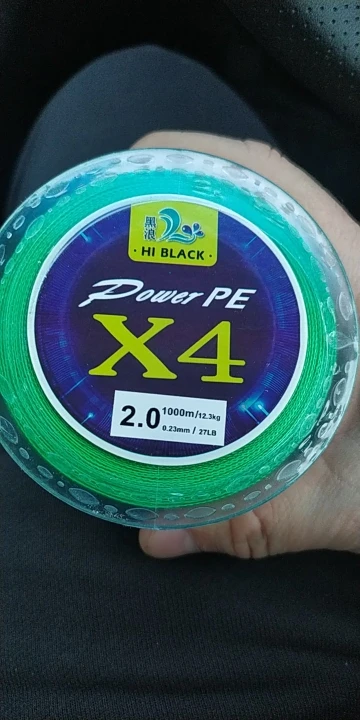 黑浪
· HI BLACK ·
Power PE
X4
2.0 1000m/12.3kg
0.23mm / 27LB